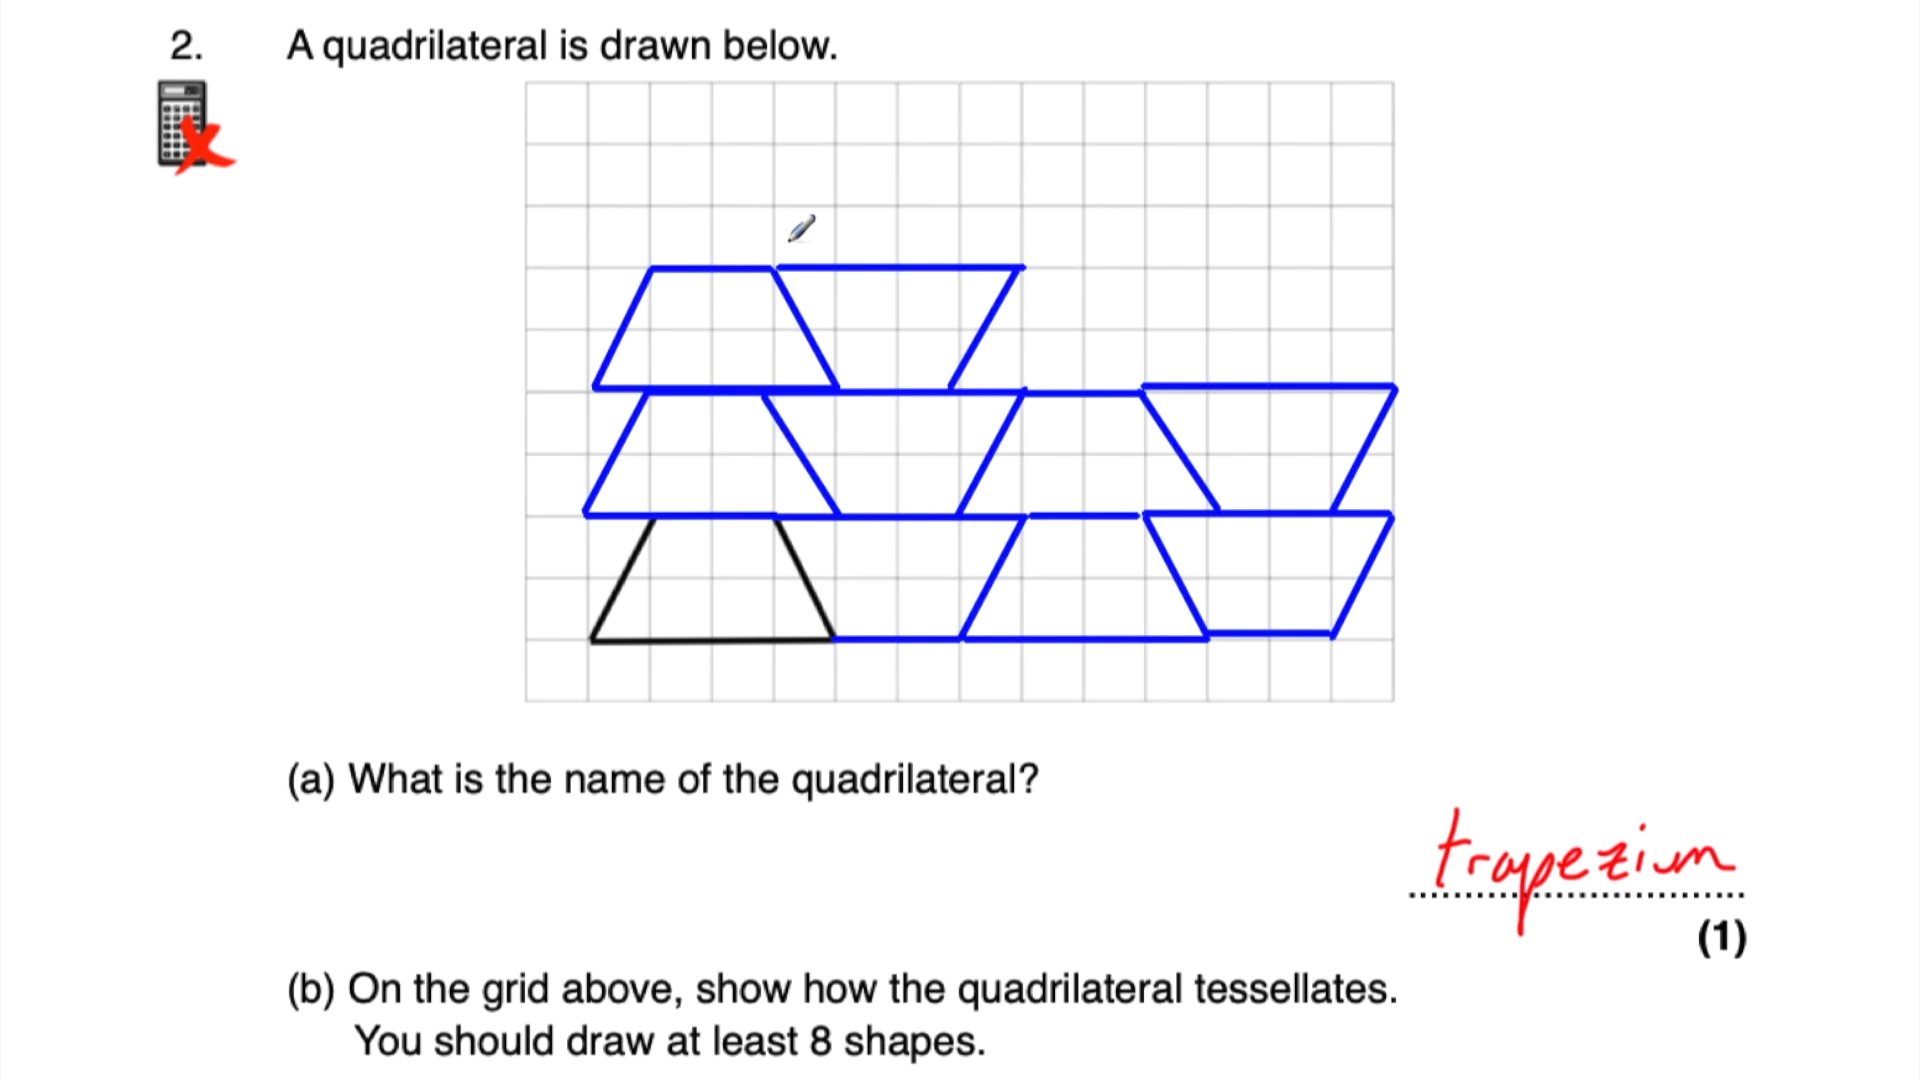 2. A quadrilateral is drawn below.
(a) What is the name of the quadrilateral?
trapezium
(1)
(b) On the grid above, show how the quadrilateral tessellates.
You should draw at least 8 shapes.